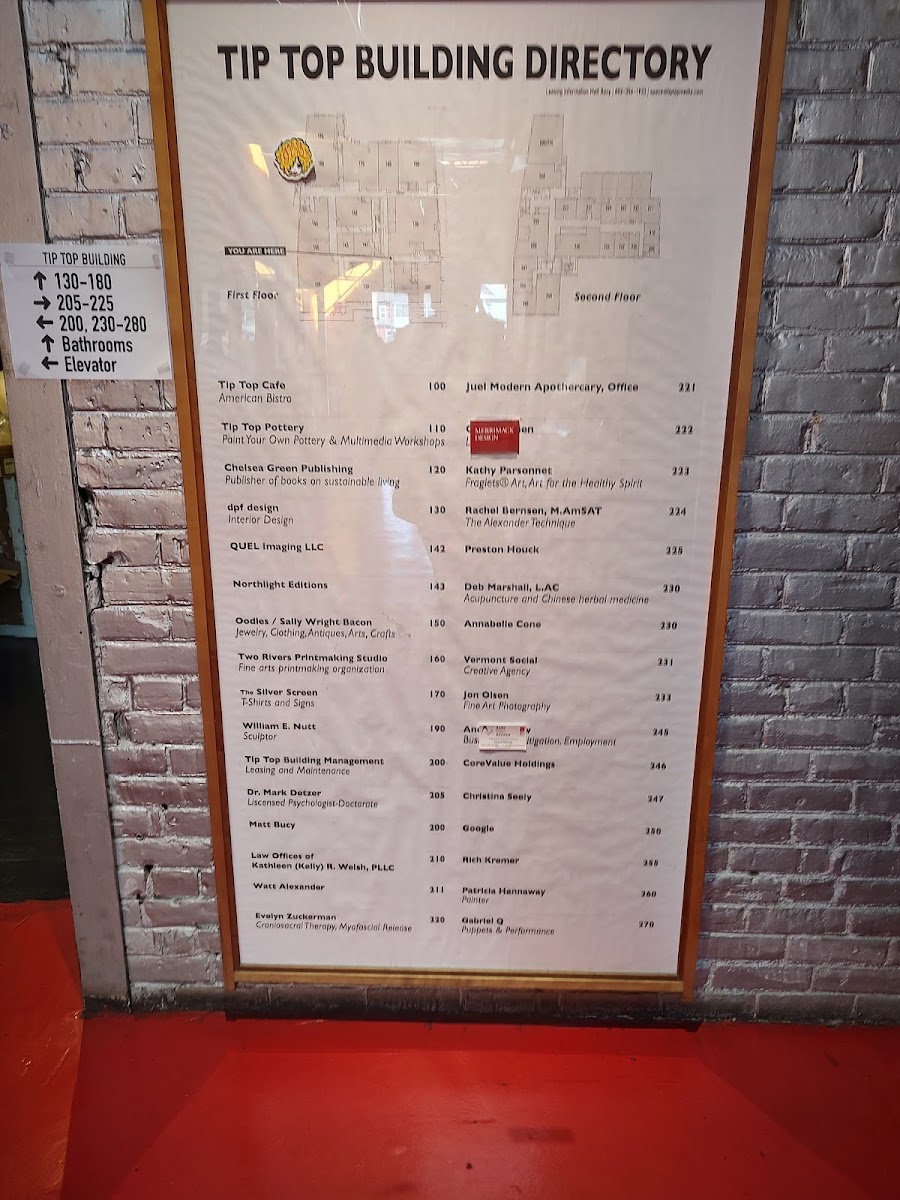 TIP TOP BUILDING DIRECTORY
TIP TOP BUILDING
↑ 130-180
→ 205-225
← 200, 230-280
↑ Bathrooms
← Elevator
YOU ARE HERE
First Floor
Second Floor
Tip Top Cafe 100
American Bistro
Tip Top Pottery 110
Paint Your Own Pottery & Multimedia Workshops
Chelsea Green Publishing 120
Publisher of books on sustainable living
dpf design 130
Interior Design
QUEL Imaging LLC 142
Northlight Editions 143
Oodles / Sally Wright Bacon 150
Jewelry, Clothing, Antiques, Arts, Crafts
Two Rivers Printmaking Studio 160
Fine arts printmaking organization
The Silver Screen 170
T-Shirts and Signs
William E. Nutt 190
Sculptor
Tip Top Building Management 200
Leasing and Maintenance
Dr. Mark Detzer 205
Liscensed Psychologist-Doctorate
Matt Bucy 200
Law Offices of
Kathleen (Kelly) R. Welsh, PLLC 210
Watt Alexander 211
Evelyn Zuckerman 220
Craniosacral Therapy, Myofascial Release
Juel Modern Apothercary, Office 221
MERRIMACK
DESIGN
222
Kathy Parsonnet 223
Fraglets® Art, Art for the Healthy Spirit
Rachel Bernsen, M.AmSAT 224
The Alexander Technique
Preston Houck 225
Deb Marshall, L.AC 230
Acupuncture and Chinese herbal medicine
Annabelle Cone 230
Vermont Social 231
Creative Agency
Jon Olsen 233
Fine Art Photography
245
Employment
CoreValue Holdings 246
Christina Seely 247
Google 250
Rich Kremer 255
Patricia Hannaway 260
Painter
Gabriel Q 270
Puppets & Performance